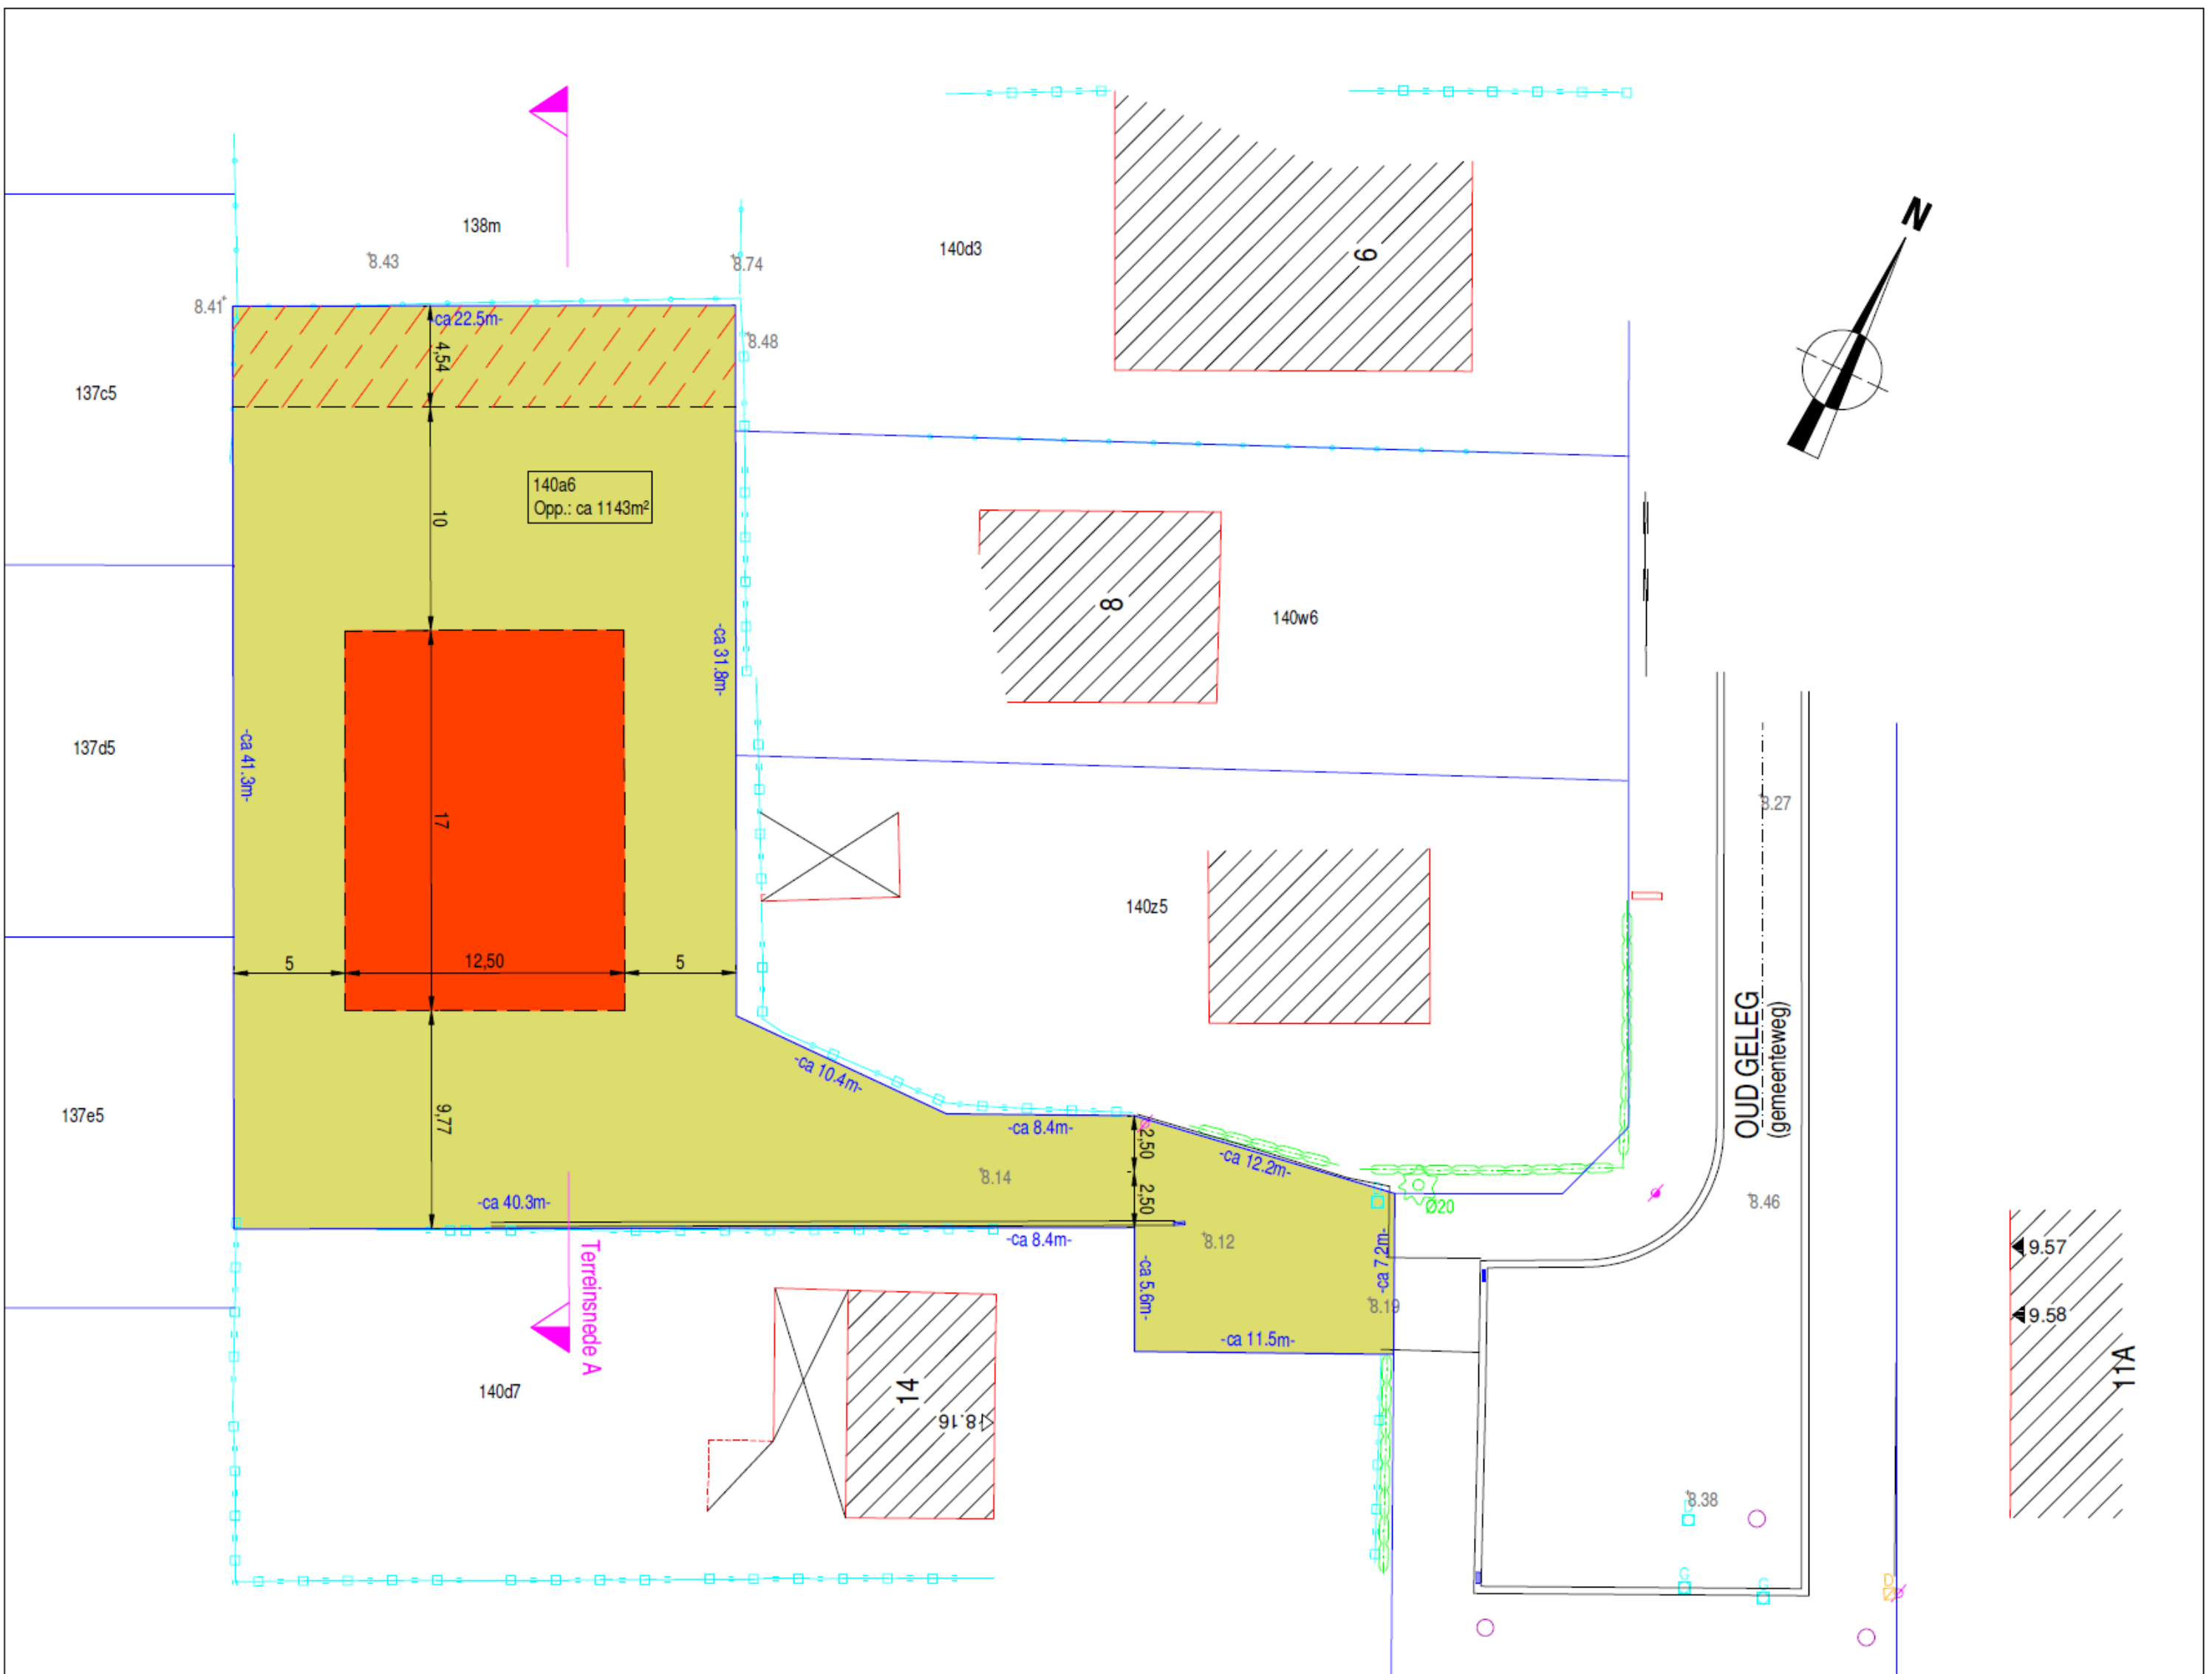 N
138m
140d3
6
8.43
8.74
8.41
-ca 22.5m-
8.48
4,54
137c5
140a6
Opp.: ca 1143m²
10
8
140w6
-ca 31.8m-
137d5
-ca 41.3m-
17
8.27
140z5
5
12,50
5
OUD GELEG
(gemeenteweg)
-ca 10.4m-
137e5
9,77
-ca 8.4m-
2,50
-ca 12.2m-
8.14
2,50
Ø20
8.46
-ca 40.3m-
-ca 8.4m-
8.12
-ca 7.2m-
9.57
Terreinsnede A
-ca 5.6m-
8.19
9.58
-ca 11.5m-
11A
140d7
14
8.16
8.38
G
G
D